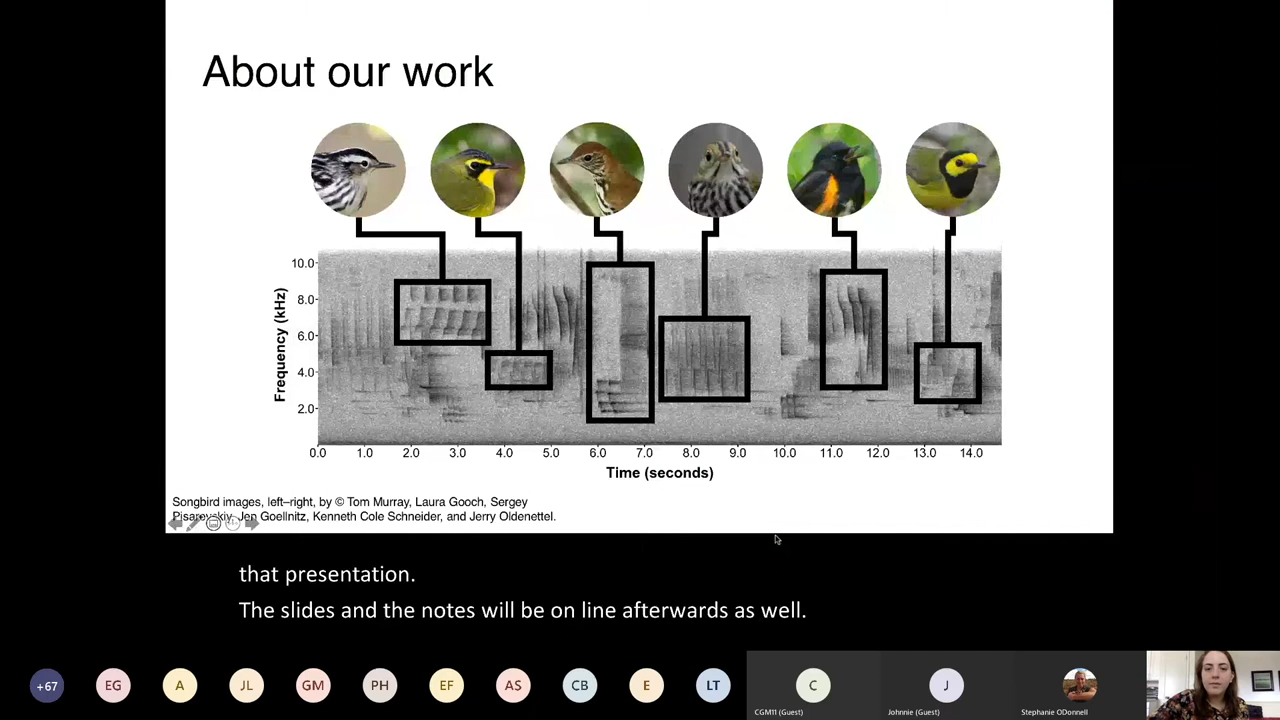 About our work
10.0
8.0
6.0
4.0
2.0
Frequency (kHz)
0.0 1.0 2.0 3.0 4.0 5.0 6.0 7.0 8.0 9.0 10.0 11.0 12.0 13.0 14.0
Time (seconds)
Songbird images, left–right, by © Tom Murray, Laura Gooch, Sergey
Pisarevskiy, Jen Goellnitz, Kenneth Cole Schneider, and Jerry Oldenettel.
that presentation.
The slides and the notes will be on line afterwards as well.
+67 EG A JL GM PH EF AS CB E LT C J
CGM11 (Guest) Johnnie (Guest) Stephanie ODonnell